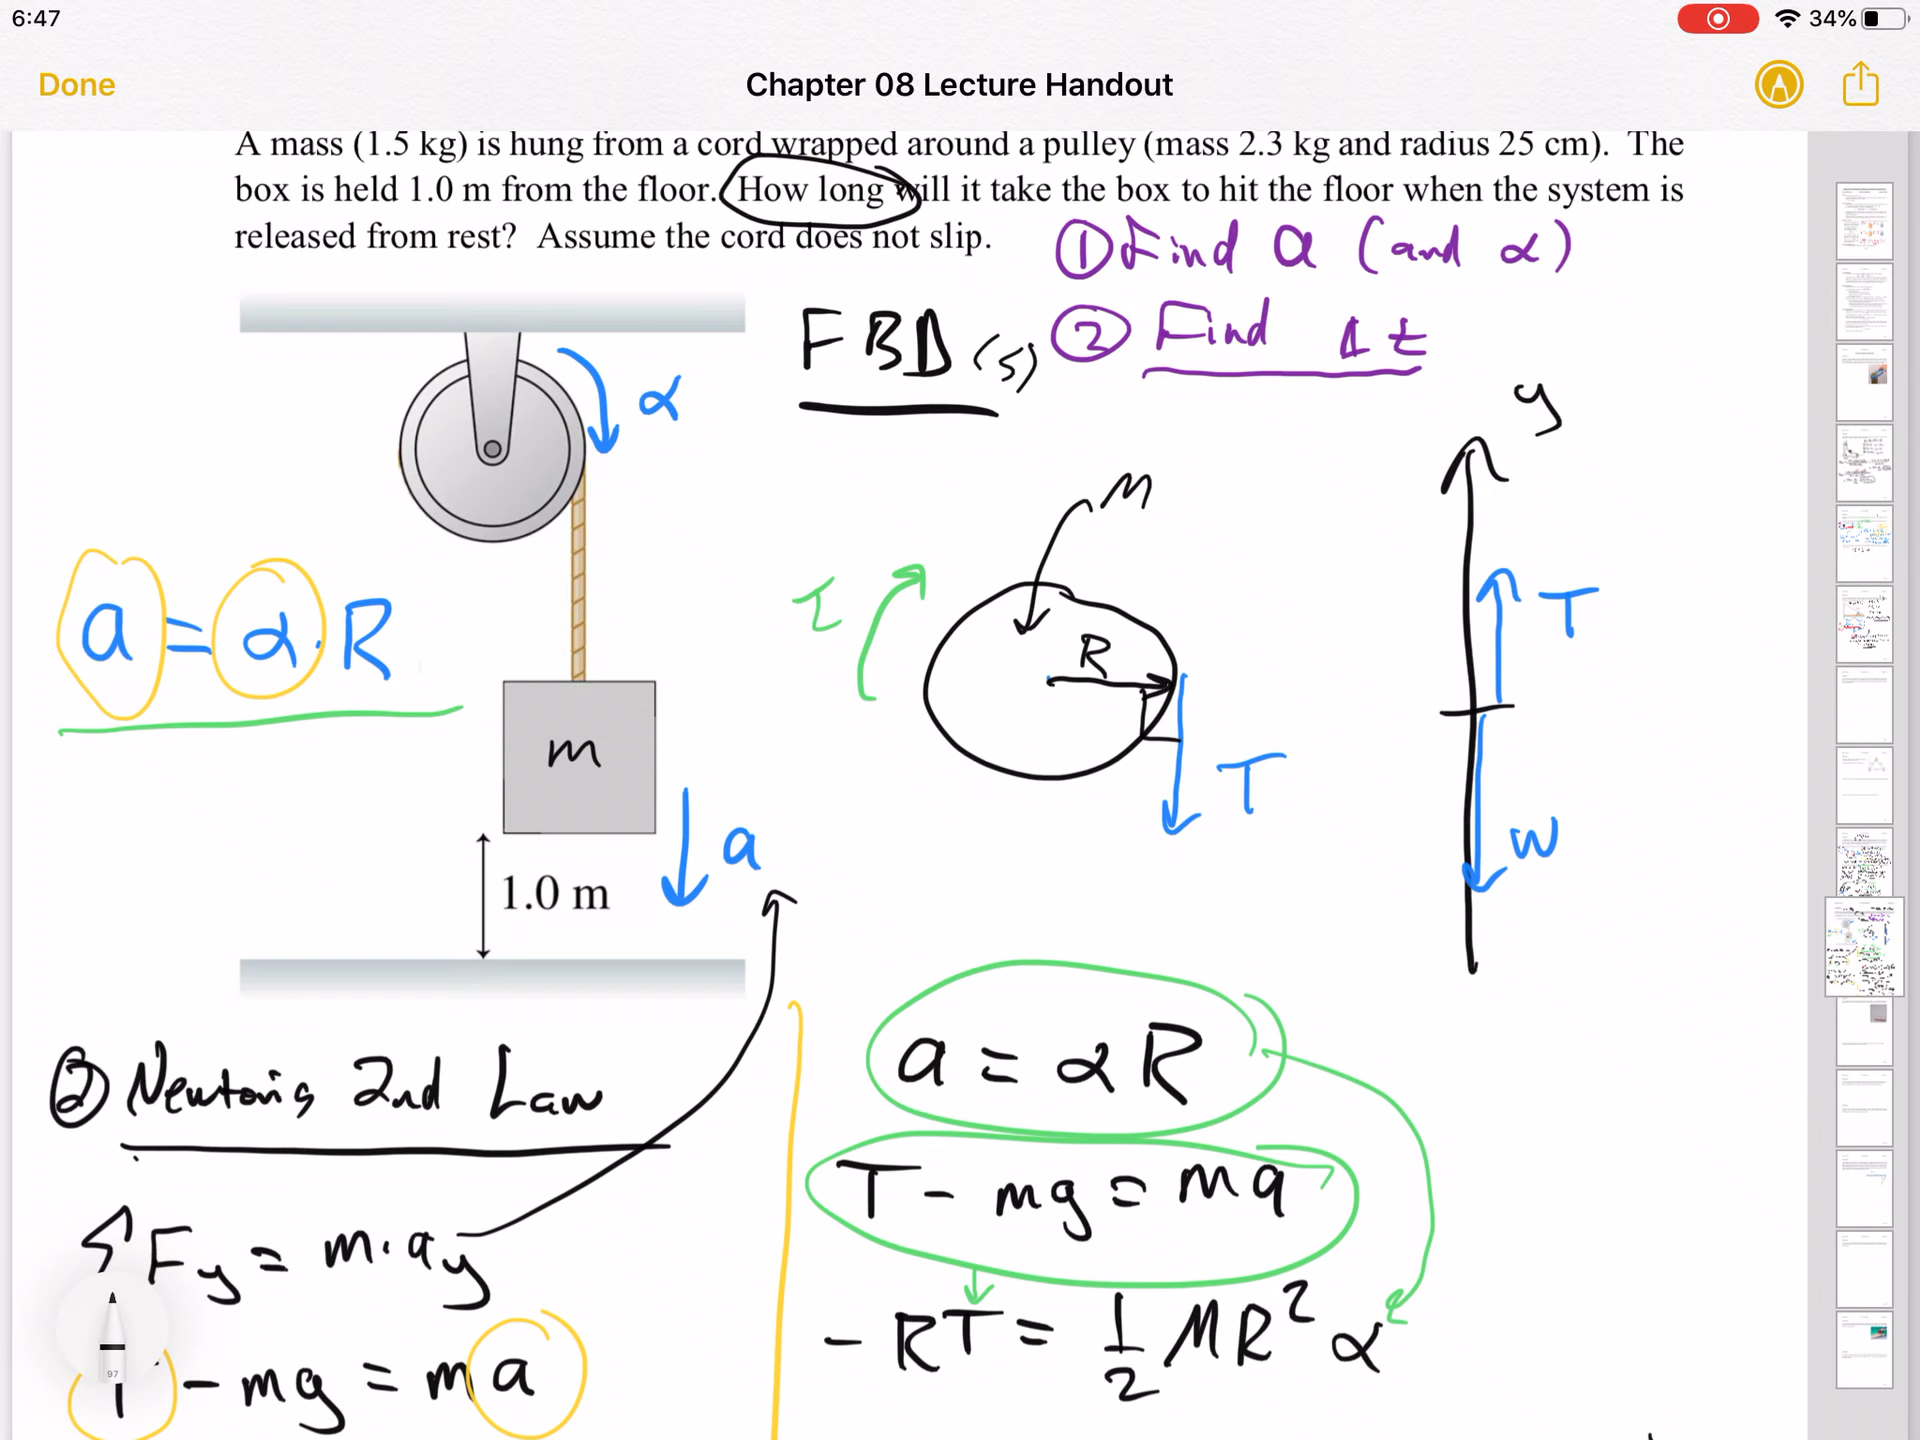 6:47
34%
Done
Chapter 08 Lecture Handout
A mass (1.5 kg) is hung from a cord wrapped around a pulley (mass 2.3 kg and radius 25 cm). The
box is held 1.0 m from the floor. How long will it take the box to hit the floor when the system is
released from rest? Assume the cord does not slip.
① Find a (and α)
② Find Δt
FBD(s)
α
y
M
τ
R
T
T
W
a = α·R
m
a
1.0 m
② Newton's 2nd Law
a = αR
T - mg = ma
ΣFy = m·ay
- RT = 1/2 MR² α
T - mg = ma
97